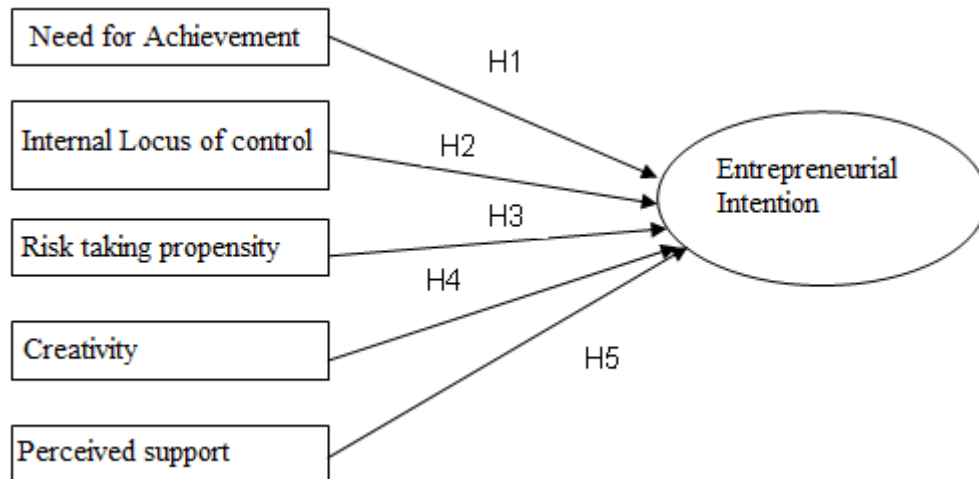 Need for Achievement
H1
Internal Locus of control
H2
Entrepreneurial
Intention
Risk taking propensity
H3
H4
Creativity
H5
Perceived support